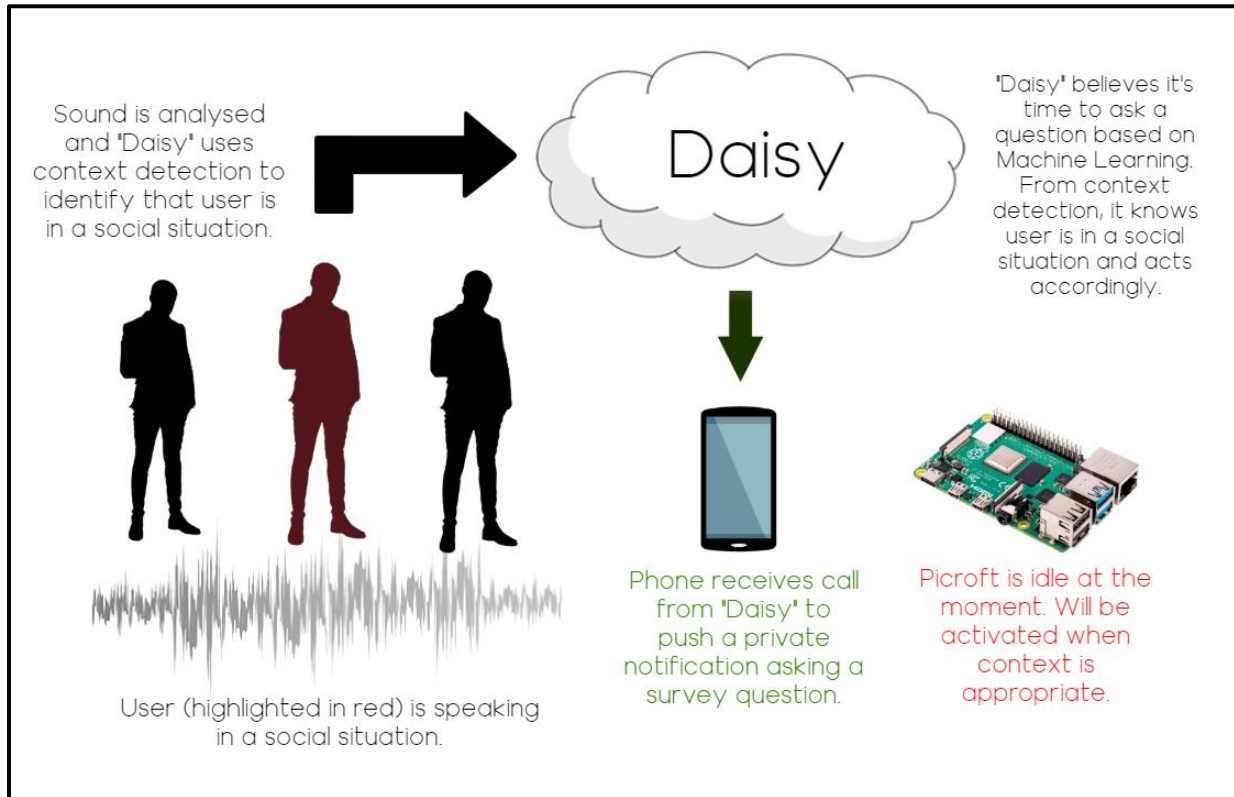 Sound is analysed
and "Daisy" uses
context detection to
identify that user is
in a social situation.
Daisy
"Daisy" believes it's
time to ask a
question based on
Machine Learning.
From context
detection, it knows
user is in a social
situation and acts
accordingly.
User (highlighted in red) is speaking
in a social situation.
Phone receives call
from "Daisy" to
push a private
notification asking a
survey question.
Picroft is idle at the
moment. Will be
activated when
context is
appropriate.